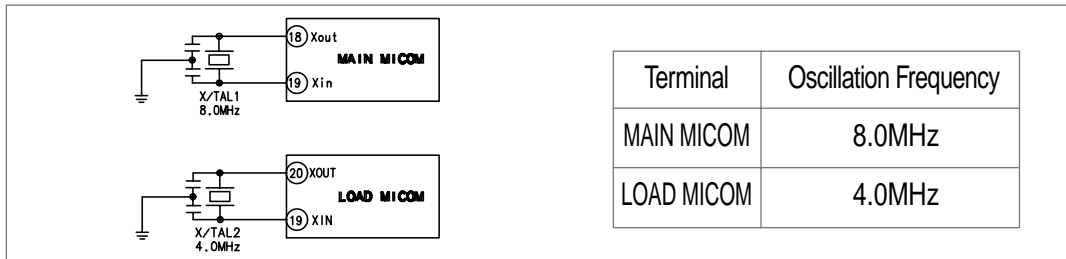 18 Xout
MAIN MICOM
19 Xin
X/TAL1
8.0MHz
20 XOUT
LOAD MICOM
19 XIN
X/TAL2
4.0MHz
Terminal Oscillation Frequency
MAIN MICOM 8.0MHz
LOAD MICOM 4.0MHz